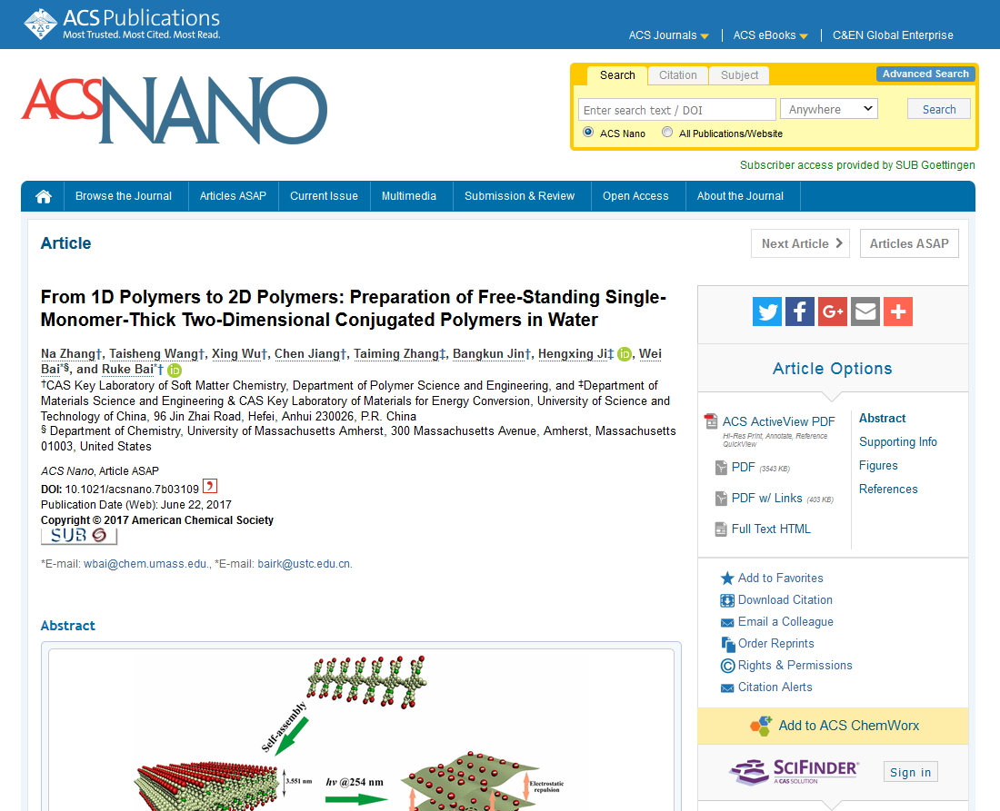 ACS Publications
Most Trusted. Most Cited. Most Read.
ACS Journals
ACS eBooks
C&EN Global Enterprise
ACSNANO
Search
Citation
Subject
Advanced Search
Enter search text / DOI
Anywhere
Search
ACS Nano
All Publications/Website
Subscriber access provided by SUB Goettingen
Browse the Journal
Articles ASAP
Current Issue
Multimedia
Submission & Review
Open Access
About the Journal
Article
Next Article
Articles ASAP
From 1D Polymers to 2D Polymers: Preparation of Free-Standing Single-
Monomer-Thick Two-Dimensional Conjugated Polymers in Water
Na Zhang†, Taisheng Wang†, Xing Wu†, Chen Jiang†, Taiming Zhang‡, Bangkun Jin†, Hengxing Ji‡ iD, Wei
Bai*§, and Ruke Bai*† iD
†CAS Key Laboratory of Soft Matter Chemistry, Department of Polymer Science and Engineering, and ‡Department of
Materials Science and Engineering & CAS Key Laboratory of Materials for Energy Conversion, University of Science and
Technology of China, 96 Jin Zhai Road, Hefei, Anhui 230026, P.R. China
§ Department of Chemistry, University of Massachusetts Amherst, 300 Massachusetts Avenue, Amherst, Massachusetts
01003, United States
ACS Nano, Article ASAP
DOI: 10.1021/acsnano.7b03109
Publication Date (Web): June 22, 2017
Copyright © 2017 American Chemical Society
SUB
*E-mail: wbai@chem.umass.edu., *E-mail: bairk@ustc.edu.cn.
Abstract
Self-assembly
3.551 nm
hv @254 nm
Electrostatic
repulsion
G+
Article Options
ACS ActiveView PDF
Hi-Res Print, Annotate, Reference
QuickView
PDF (3543 KB)
PDF w/ Links (403 KB)
Full Text HTML
Abstract
Supporting Info
Figures
References
Add to Favorites
Download Citation
Email a Colleague
Order Reprints
Rights & Permissions
Citation Alerts
Add to ACS ChemWorx
SCIFINDER
A CAS SOLUTION
Sign in